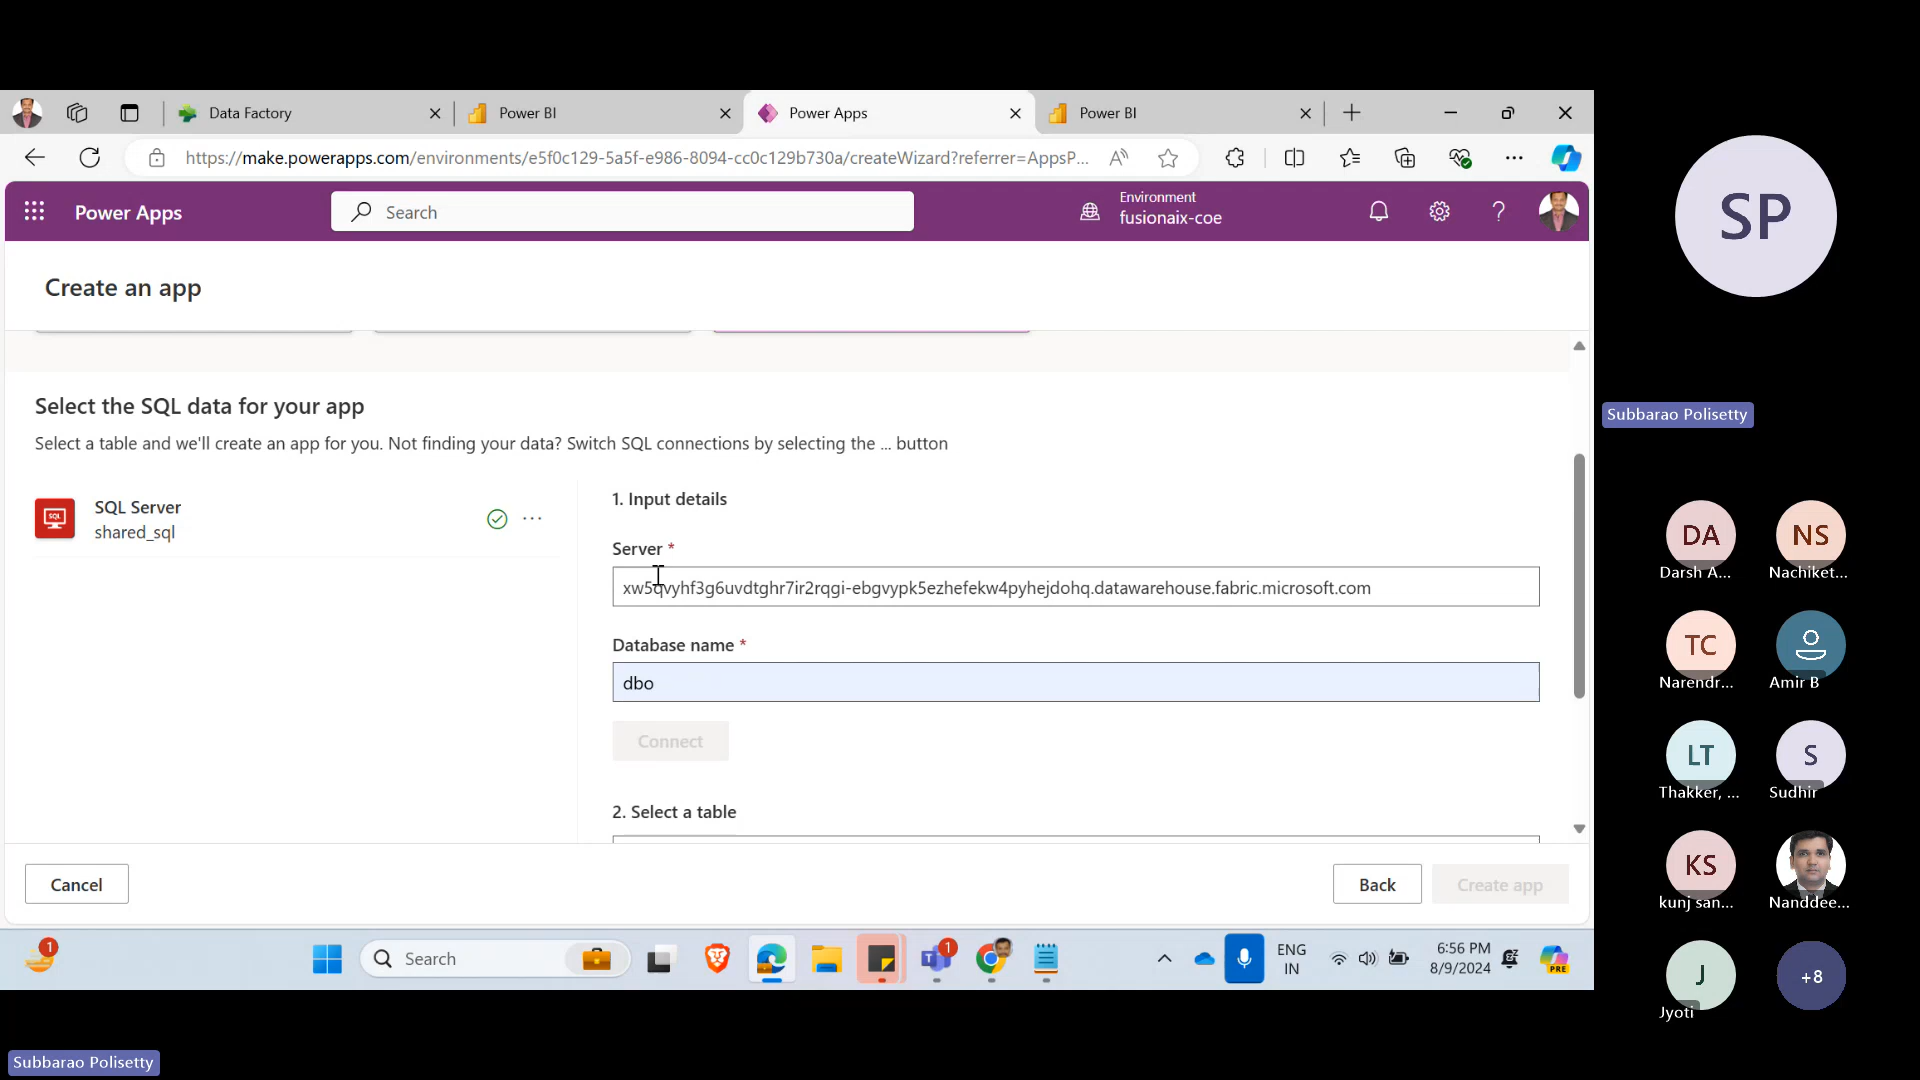 Data Factory
Power BI
Power Apps
Power BI
https://make.powerapps.com/environments/e5f0c129-5a5f-e986-8094-cc0c129b730a/createWizard?referrer=AppsP...
Power Apps
Search
Environment
fusionaix-coe
Create an app
Select the SQL data for your app
Select a table and we'll create an app for you. Not finding your data? Switch SQL connections by selecting the ... button
SQL
SQL Server
shared_sql
...
1. Input details
Server *
xw5qvyhf3g6uvdtghr7ir2rqgi-ebgvypk5ezhefekw4pyhejdohq.datawarehouse.fabric.microsoft.com
Database name *
dbo
Connect
2. Select a table
Cancel
Back
Create app
1
Search
1
ENG
IN
6:56 PM
8/9/2024
PRE
SP
Subbarao Polisetty
DA
Darsh A...
NS
Nachiket...
TC
Narendr...
Amir B
LT
Thakker, ...
S
Sudhir
KS
kunj san...
Nanddee...
J
Jyoti
+8
Subbarao Polisetty